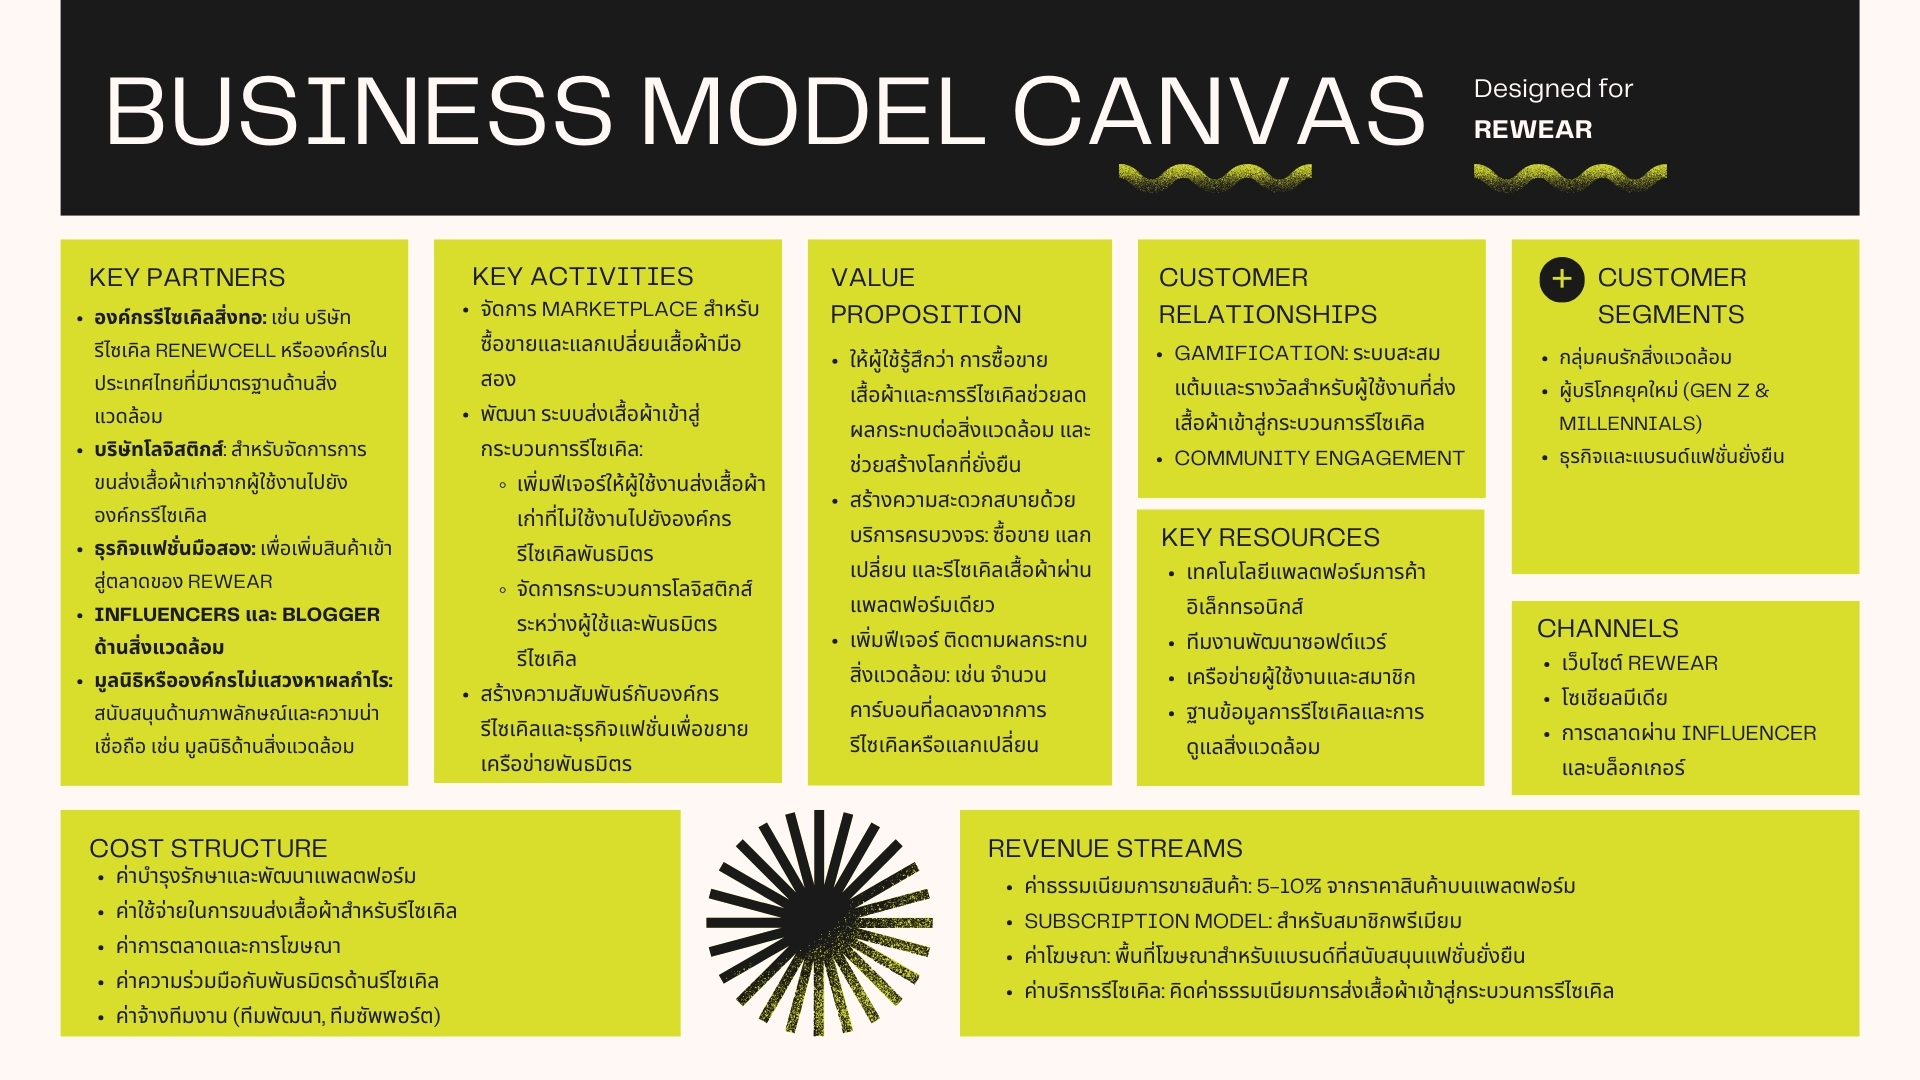 BUSINESS MODEL CANVAS
Designed for
REWEAR
KEY PARTNERS
• องค์กรรีไซเคิลสิ่งทอ: เช่น บริษัท
รีไซเคิล RENEWCELL หรือองค์กรใน
ประเทศไทยที่มีมาตรฐานด้านสิ่ง
แวดล้อม
• บริษัทโลจิสติกส์: สำหรับจัดการการ
ขนส่งเสื้อผ้าเก่าจากผู้ใช้งานไปยัง
องค์กรรีไซเคิล
• ธุรกิจแฟชั่นมือสอง: เพื่อเพิ่มสินค้าเข้า
สู่ตลาดของ REWEAR
• INFLUENCERS และ BLOGGER
ด้านสิ่งแวดล้อม
• มูลนิธิหรือองค์กรไม่แสวงหาผลกำไร:
สนับสนุนด้านภาพลักษณ์และความน่า
เชื่อถือ เช่น มูลนิธิด้านสิ่งแวดล้อม
KEY ACTIVITIES
• จัดการ MARKETPLACE สำหรับ
ซื้อขายและแลกเปลี่ยนเสื้อผ้ามือ
สอง
• พัฒนา ระบบส่งเสื้อผ้าเข้าสู่
กระบวนการรีไซเคิล:
◦ เพิ่มฟีเจอร์ให้ผู้ใช้งานส่งเสื้อผ้า
เก่าที่ไม่ใช้งานไปยังองค์กร
รีไซเคิลพันธมิตร
◦ จัดการกระบวนการโลจิสติกส์
ระหว่างผู้ใช้และพันธมิตร
รีไซเคิล
• สร้างความสัมพันธ์กับองค์กร
รีไซเคิลและธุรกิจแฟชั่นเพื่อขยาย
เครือข่ายพันธมิตร
VALUE
PROPOSITION
• ให้ผู้ใช้รู้สึกว่า การซื้อขาย
เสื้อผ้าและการรีไซเคิลช่วยลด
ผลกระทบต่อสิ่งแวดล้อม และ
ช่วยสร้างโลกที่ยั่งยืน
• สร้างความสะดวกสบายด้วย
บริการครบวงจร: ซื้อขาย แลก
เปลี่ยน และรีไซเคิลเสื้อผ้าผ่าน
แพลตฟอร์มเดียว
• เพิ่มฟีเจอร์ ติดตามผลกระทบ
สิ่งแวดล้อม: เช่น จำนวน
คาร์บอนที่ลดลงจากการ
รีไซเคิลหรือแลกเปลี่ยน
CUSTOMER
RELATIONSHIPS
• GAMIFICATION: ระบบสะสม
แต้มและรางวัลสำหรับผู้ใช้งานที่ส่ง
เสื้อผ้าเข้าสู่กระบวนการรีไซเคิล
• COMMUNITY ENGAGEMENT
KEY RESOURCES
• เทคโนโลยีแพลตฟอร์มการค้า
อิเล็กทรอนิกส์
• ทีมงานพัฒนาซอฟต์แวร์
• เครือข่ายผู้ใช้งานและสมาชิก
• ฐานข้อมูลการรีไซเคิลและการ
ดูแลสิ่งแวดล้อม
+ CUSTOMER
SEGMENTS
• กลุ่มคนรักสิ่งแวดล้อม
• ผู้บริโภคยุคใหม่ (GEN Z &
MILLENNIALS)
• ธุรกิจและแบรนด์แฟชั่นยั่งยืน
CHANNELS
• เว็บไซต์ REWEAR
• โซเชียลมีเดีย
• การตลาดผ่าน INFLUENCER
และบล็อกเกอร์
COST STRUCTURE
• ค่าบำรุงรักษาและพัฒนาแพลตฟอร์ม
• ค่าใช้จ่ายในการขนส่งเสื้อผ้าสำหรับรีไซเคิล
• ค่าการตลาดและการโฆษณา
• ค่าความร่วมมือกับพันธมิตรด้านรีไซเคิล
• ค่าจ้างทีมงาน (ทีมพัฒนา, ทีมซัพพอร์ต)
REVENUE STREAMS
• ค่าธรรมเนียมการขายสินค้า: 5–10% จากราคาสินค้าบนแพลตฟอร์ม
• SUBSCRIPTION MODEL: สำหรับสมาชิกพรีเมียม
• ค่าโฆษณา: พื้นที่โฆษณาสำหรับแบรนด์ที่สนับสนุนแฟชั่นยั่งยืน
• ค่าบริการรีไซเคิล: คิดค่าธรรมเนียมการส่งเสื้อผ้าเข้าสู่กระบวนการรีไซเคิล